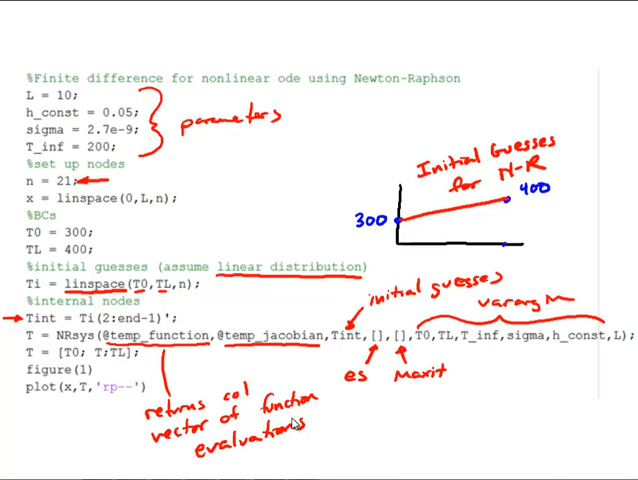 %Finite difference for nonlinear ode using Newton-Raphson
L = 10;
h_const = 0.05;
sigma = 2.7e-9;
T_inf = 200;
parameters
%set up nodes
n = 21;
x = linspace(0,L,n);
%BCs
T0 = 300;
TL = 400;
Initial Guesses
for N-R
400
300
%initial guesses (assume linear distribution)
Ti = linspace(T0,TL,n);
%internal nodes
Tint = Ti(2:end-1)';
initial guesses
varargin
T = NRsys(@temp_function,@temp_jacobian,Tint,[],[],T0,TL,T_inf,sigma,h_const,L);
T = [T0; T;TL];
figure(1)
plot(x,T,'rp--')
es
maxit
returns col
vector of function
evaluations